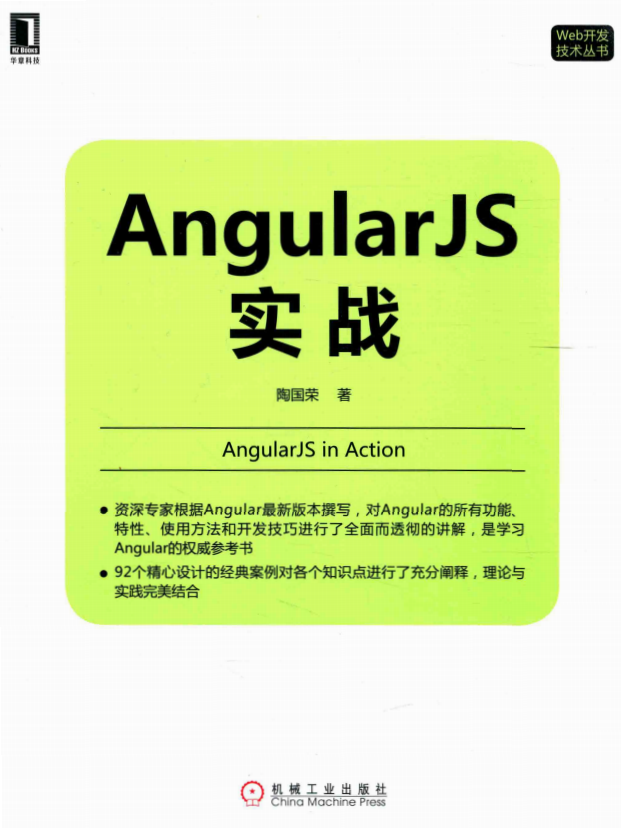 HZ Books
华章科技
Web开发
技术丛书
AngularJS
实战
陶国荣 著
AngularJS in Action
● 资深专家根据Angular最新版本撰写，对Angular的所有功能、
特性、使用方法和开发技巧进行了全面而透彻的讲解，是学习
Angular的权威参考书
● 92个精心设计的经典案例对各个知识点进行了充分阐释，理论与
实践完美结合
机械工业出版社
China Machine Press